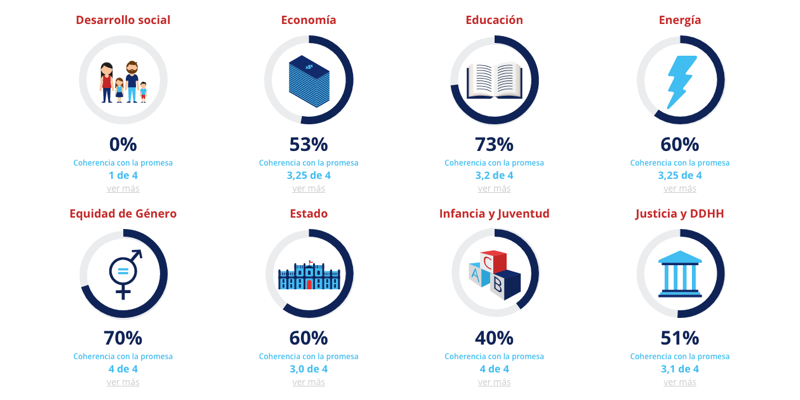 Desarrollo social
Economía
Educación
Energía
0%
53%
73%
60%
Coherencia con la promesa
Coherencia con la promesa
Coherencia con la promesa
Coherencia con la promesa
1 de 4
3,25 de 4
3,2 de 4
3,25 de 4
ver más
ver más
ver más
ver más
Equidad de Género
Estado
Infancia y Juventud
Justicia y DDHH
C
A
B
70%
60%
40%
51%
Coherencia con la promesa
Coherencia con la promesa
Coherencia con la promesa
Coherencia con la promesa
4 de 4
3,0 de 4
4 de 4
3,1 de 4
ver más
ver más
ver más
ver más